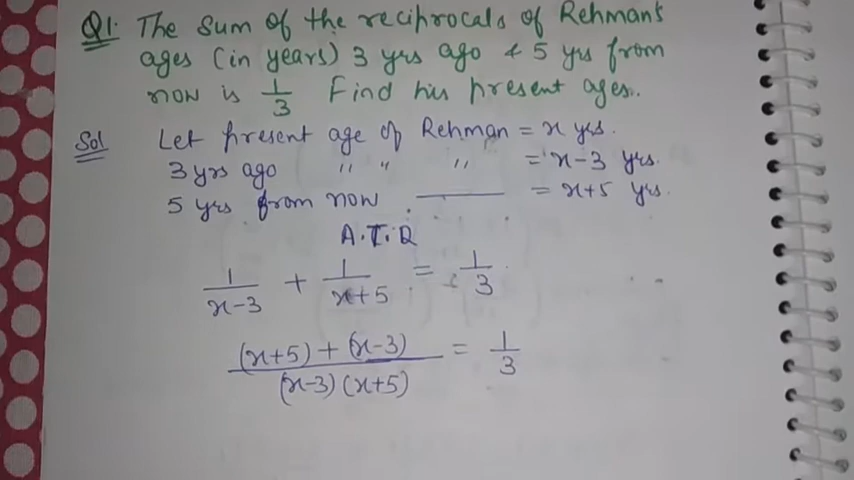 Q1. The Sum of the reciprocals of Rehman's
ages (in years) 3 yrs ago & 5 yrs from
now is 1/3 Find his present ages.
Sol Let present age of Rehman = x yrs.
3 yrs ago " " " = x-3 yrs.
5 yrs from now — = x+5 yrs.
A.T.Q
1/(x-3) + 1/(x+5) = 1/3
((x+5)+(x-3))/((x-3)(x+5)) = 1/3